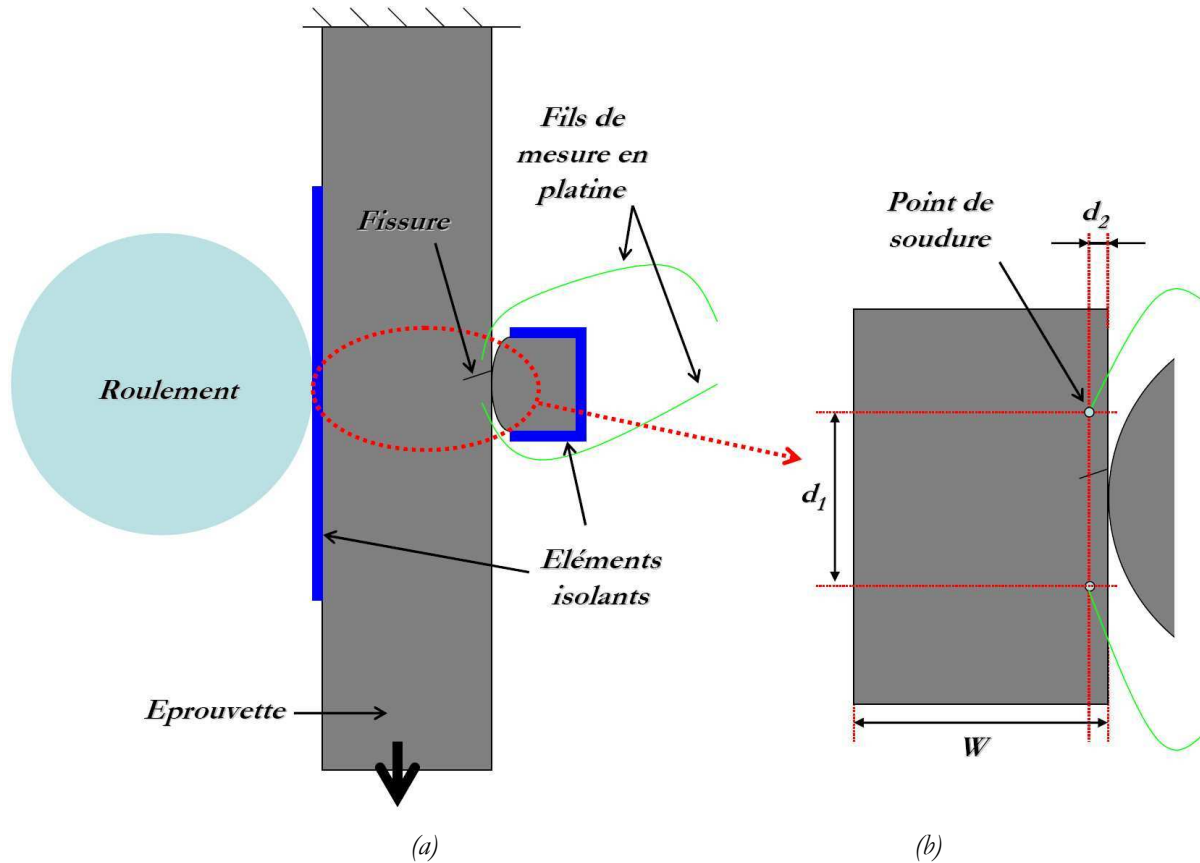 Fils de
mesure en
platine
Fissure
Roulement
Eléments
isolants
Eprouvette
(a)
Point de
soudure
d2
d1
W
(b)